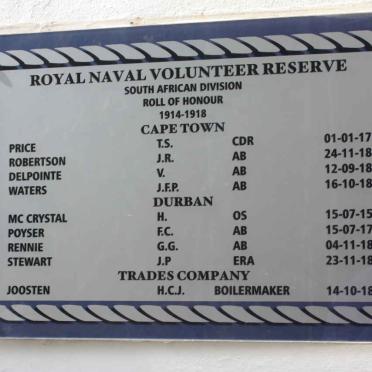 ROYAL NAVAL VOLUNTEER RESERVE
SOUTH AFRICAN DIVISION
ROLL OF HONOUR
1914-1918
CAPE TOWN
PRICE T.S. CDR 01-01-17
ROBERTSON J.R. AB 24-11-18
DELPOINTE V. AB 12-09-18
WATERS J.F.P. AB 16-10-18
DURBAN
MC CRYSTAL H. OS 15-07-15
POYSER F.C. AB 15-07-17
RENNIE G.G. AB 04-11-18
STEWART J.P ERA 23-11-18
TRADES COMPANY
JOOSTEN H.C.J. BOILERMAKER 14-10-18